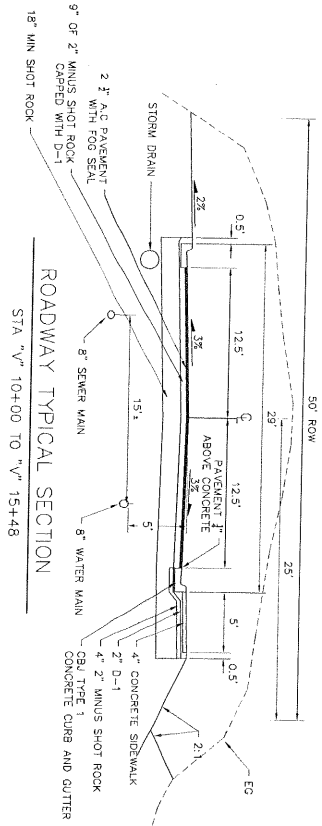 50' ROW
25'
29'
0.5'
12.5'
12.5'
5'
0.5'
2%
3%
3%
2:1
EG
PAVEMENT ½"
ABOVE CONCRETE
2 ½" A.C PAVEMENT
WITH FOG SEAL
9" OF 2" MINUS SHOT ROCK
CAPPED WITH D-1
18" MIN SHOT ROCK
STORM DRAIN
8" SEWER MAIN
15'±
5'
8" WATER MAIN
4" CONCRETE SIDEWALK
2" D-1
4" 2" MINUS SHOT ROCK
CBJ TYPE 1
CONCRETE CURB AND GUTTER
ROADWAY TYPICAL SECTION
STA "V" 10+00 TO "V" 15+48